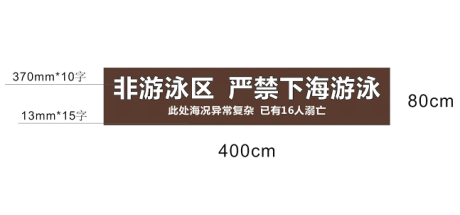 370mm*10字
非游泳区 严禁下海游泳
此处海况异常复杂 已有16人溺亡
13mm*15字
80cm
400cm